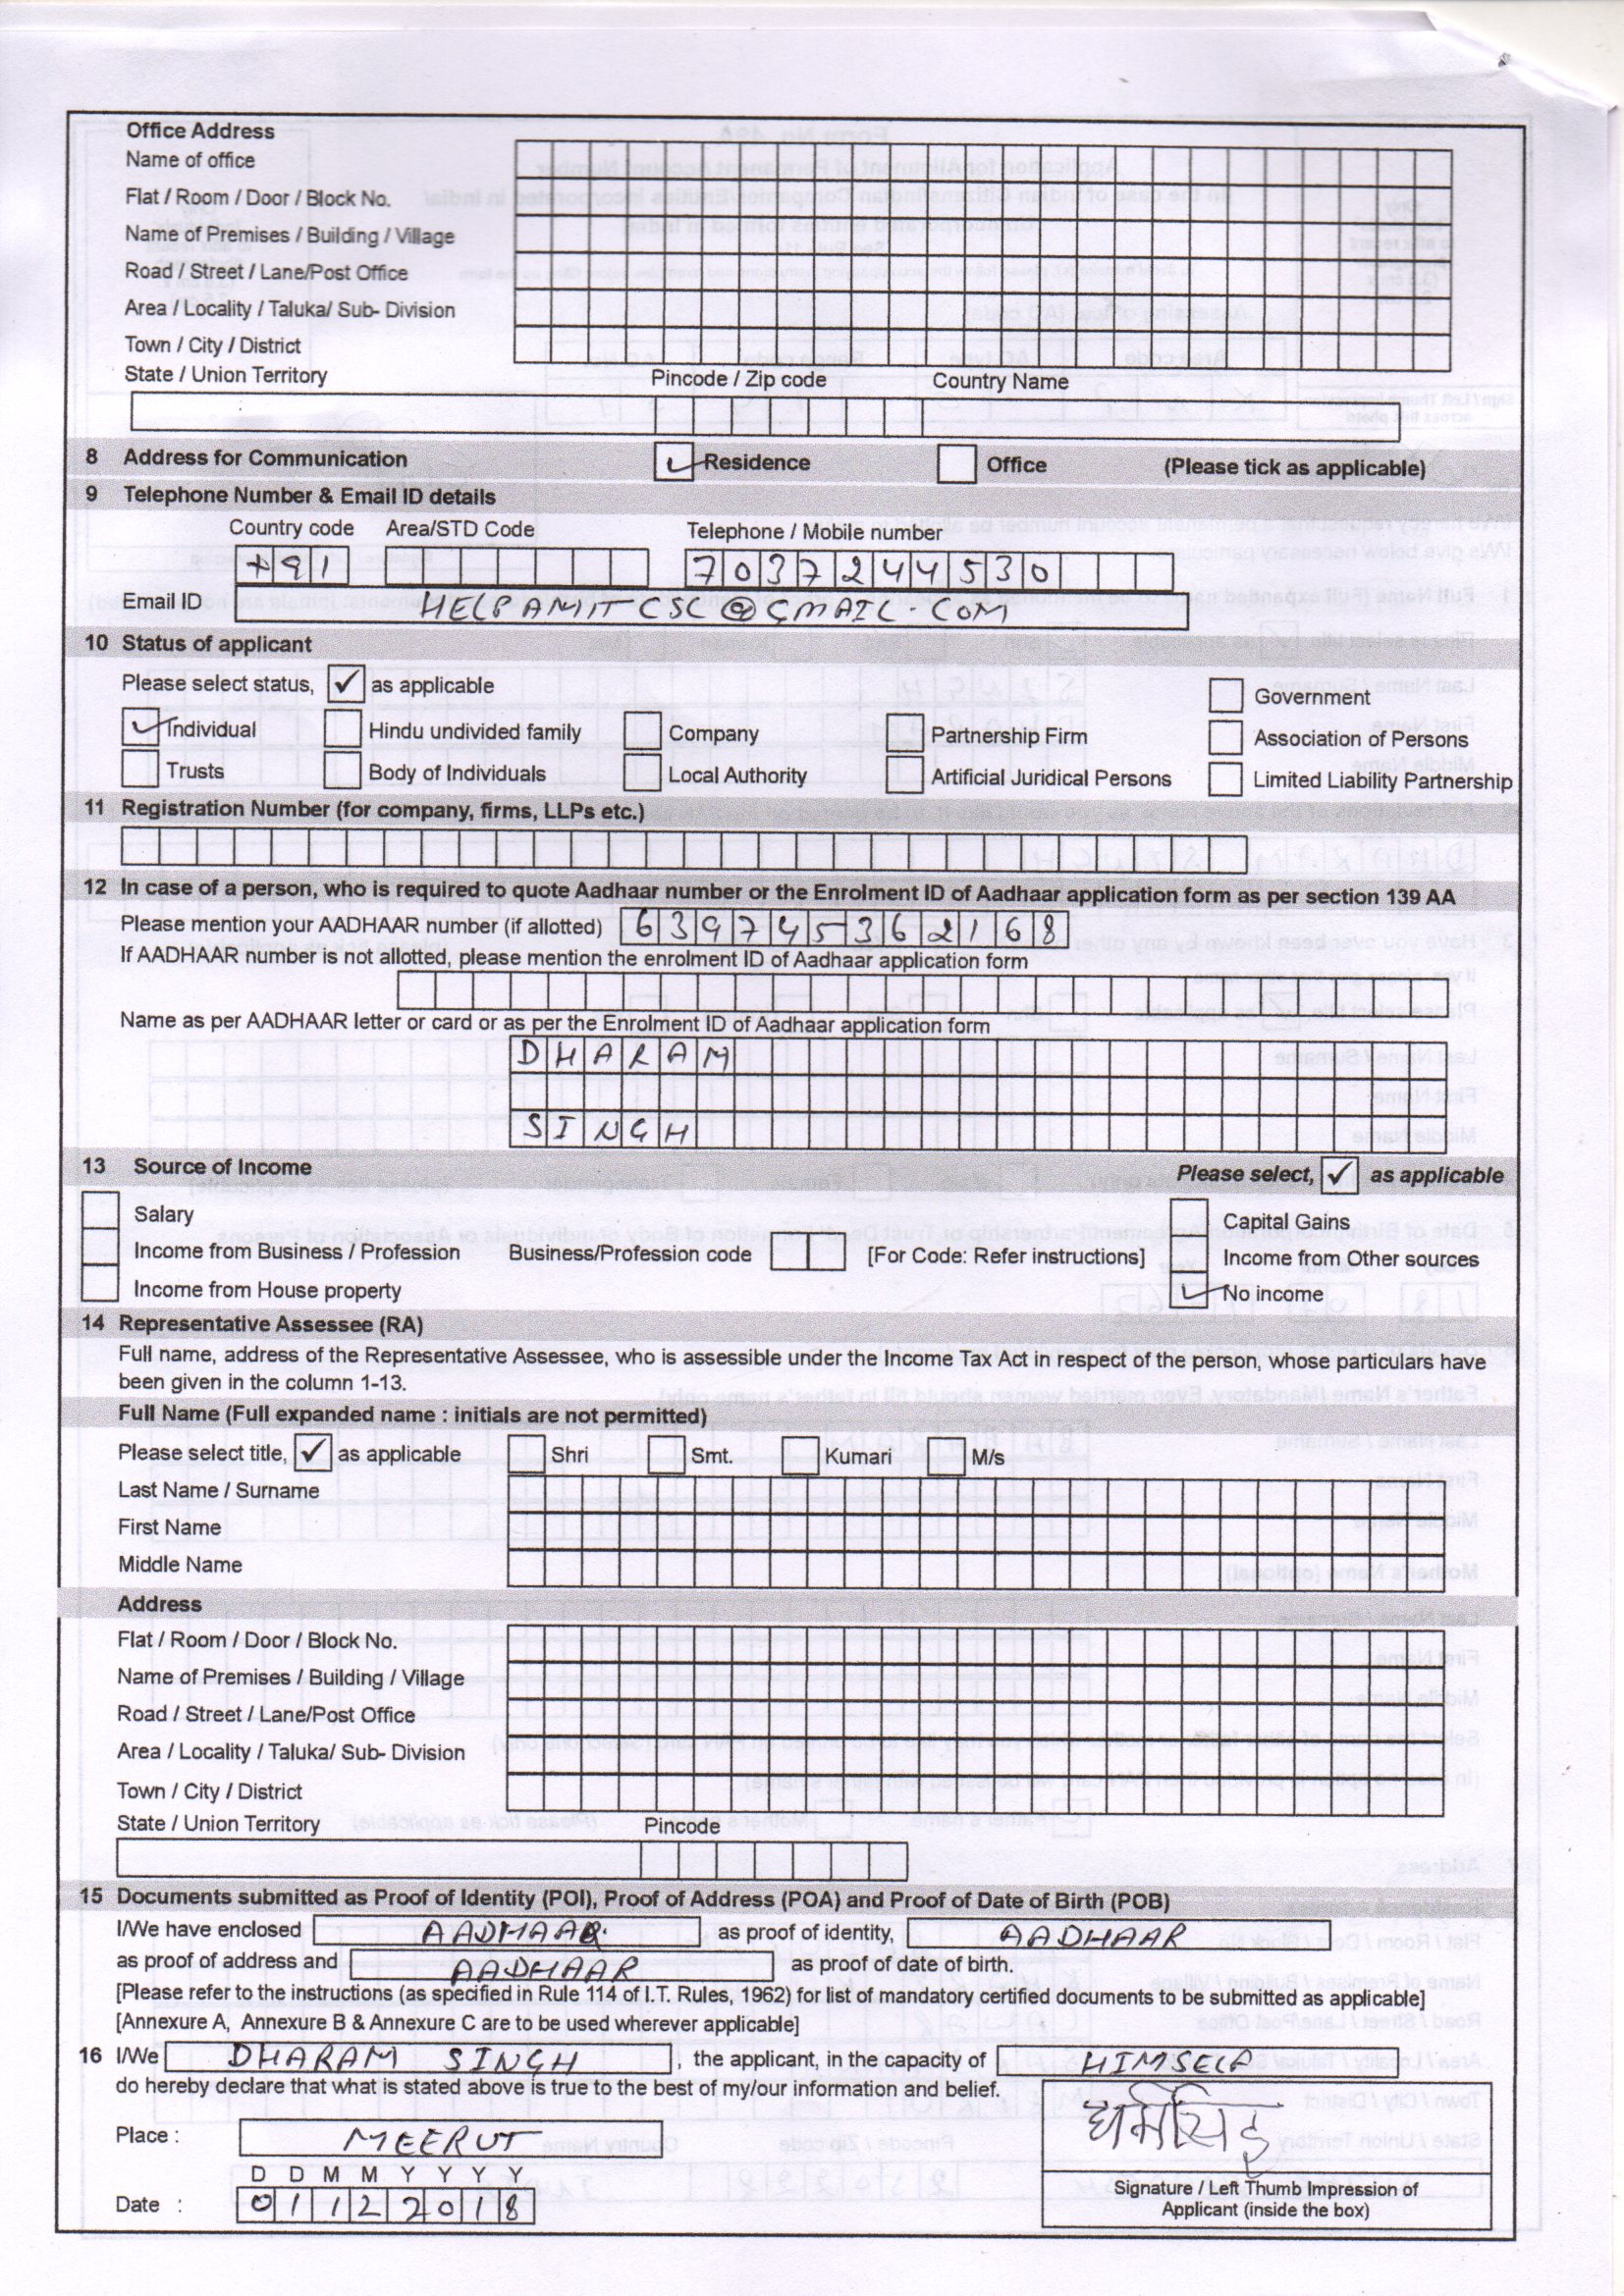 Office Address
Name of office
Flat / Room / Door / Block No.
Name of Premises / Building / Village
Road / Street / Lane/Post Office
Area / Locality / Taluka/ Sub- Division
Town / City / District
State / Union Territory Pincode / Zip code Country Name
8 Address for Communication Residence Office (Please tick as applicable)
9 Telephone Number & Email ID details
Country code Area/STD Code Telephone / Mobile number
+91 7037244530
Email ID HELPAMIT.CSC@GMAIL.COM
10 Status of applicant
Please select status, ✓ as applicable Government
Individual Hindu undivided family Company Partnership Firm Association of Persons
Trusts Body of Individuals Local Authority Artificial Juridical Persons Limited Liability Partnership
11 Registration Number (for company, firms, LLPs etc.)
12 In case of a person, who is required to quote Aadhaar number or the Enrolment ID of Aadhaar application form as per section 139 AA
Please mention your AADHAAR number (if allotted) 639745362168
If AADHAAR number is not allotted, please mention the enrolment ID of Aadhaar application form
Name as per AADHAAR letter or card or as per the Enrolment ID of Aadhaar application form
DHARAM
SINGH
13 Source of Income Please select, ✓ as applicable
Salary Capital Gains
Income from Business / Profession Business/Profession code [For Code: Refer instructions] Income from Other sources
Income from House property No income
14 Representative Assessee (RA)
Full name, address of the Representative Assessee, who is assessible under the Income Tax Act in respect of the person, whose particulars have
been given in the column 1-13.
Full Name (Full expanded name : initials are not permitted)
Please select title, ✓ as applicable Shri Smt. Kumari M/s
Last Name / Surname
First Name
Middle Name
Address
Flat / Room / Door / Block No.
Name of Premises / Building / Village
Road / Street / Lane/Post Office
Area / Locality / Taluka/ Sub- Division
Town / City / District
State / Union Territory Pincode
15 Documents submitted as Proof of Identity (POI), Proof of Address (POA) and Proof of Date of Birth (POB)
I/We have enclosed AADHAAR as proof of identity, AADHAAR
as proof of address and AADHAAR as proof of date of birth.
[Please refer to the instructions (as specified in Rule 114 of I.T. Rules, 1962) for list of mandatory certified documents to be submitted as applicable]
[Annexure A, Annexure B & Annexure C are to be used wherever applicable]
16 I/We DHARAM SINGH , the applicant, in the capacity of HIMSELF
do hereby declare that what is stated above is true to the best of my/our information and belief.
धर्मसिंह
Place : MEERUT
D D M M Y Y Y Y
Date : 01122018
Signature / Left Thumb Impression of
Applicant (inside the box)